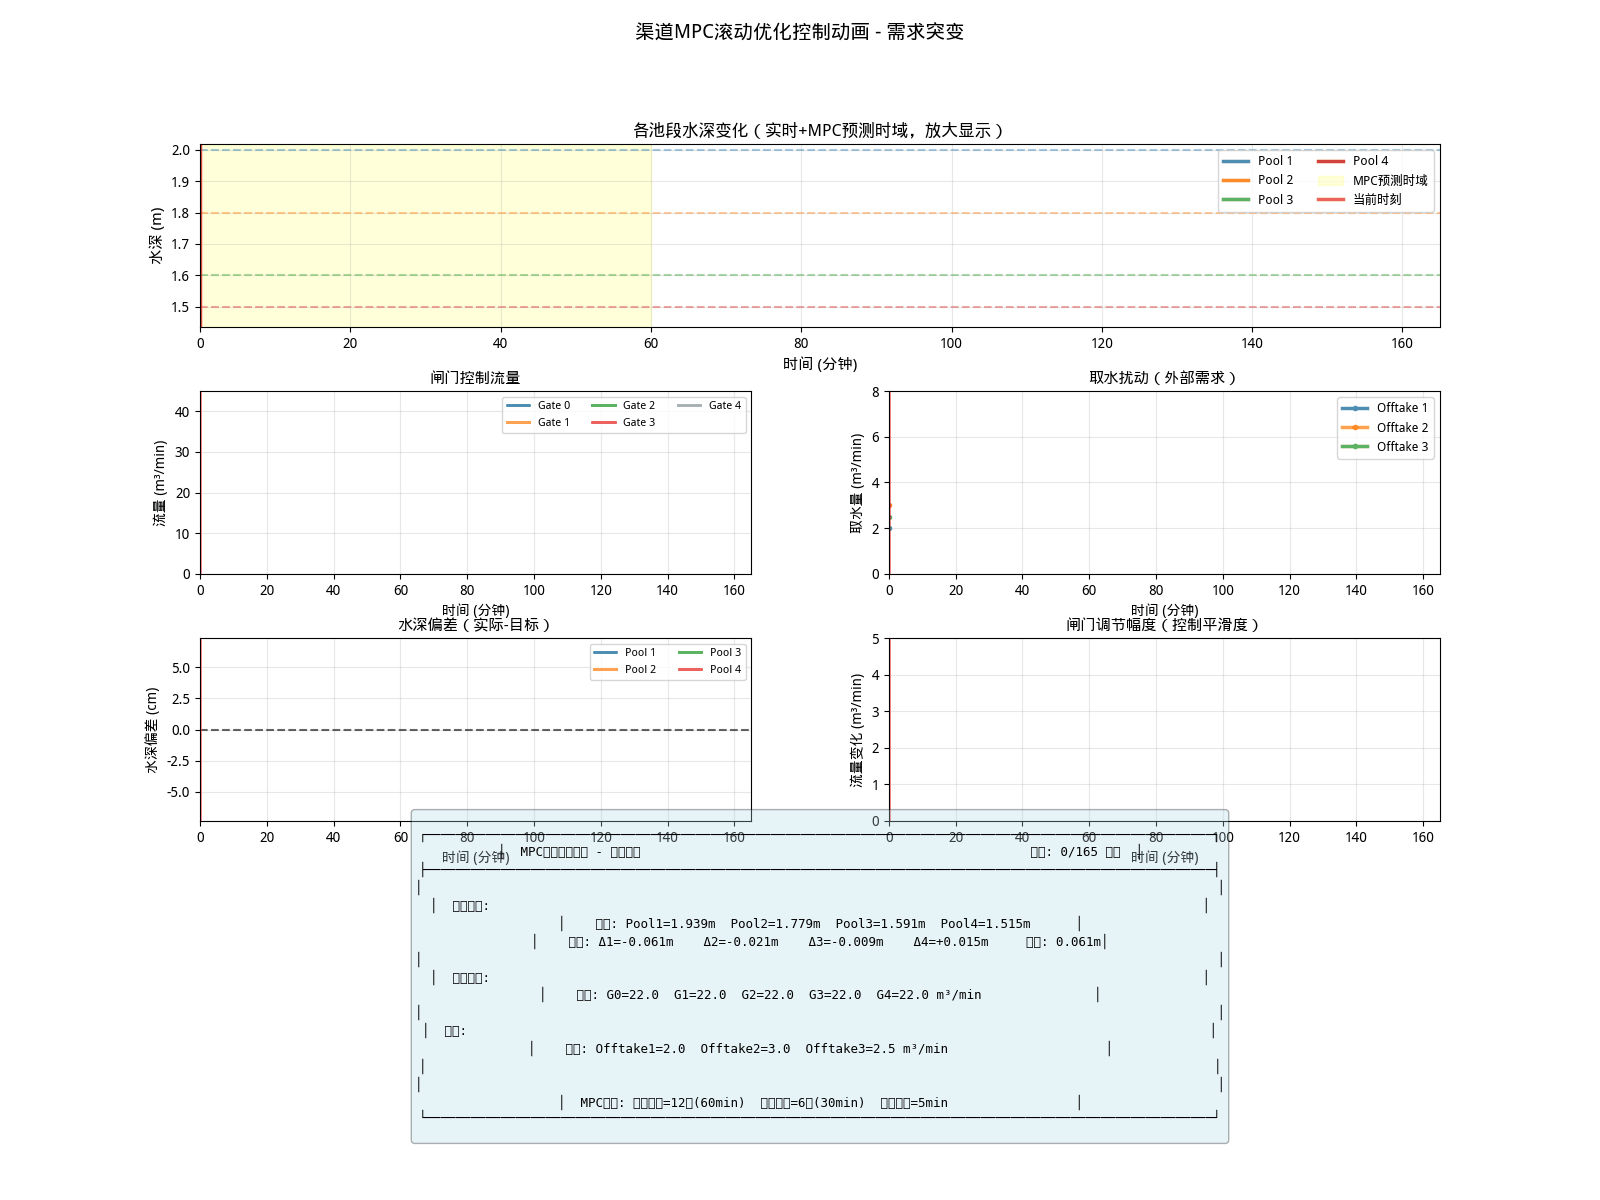 渠道MPC滚动优化控制动画 - 需求突变
各池段水深变化（实时+MPC预测时域，放大显示）
2.0
1.9
1.8
1.7
1.6
1.5
水深 (m)
Pool 1
Pool 2
Pool 3
Pool 4
MPC预测时域
当前时刻
0 20 40 60 80 100 120 140 160
时间 (分钟)
闸门控制流量
40
30
20
10
0
流量 (m³/min)
Gate 0
Gate 1
Gate 2
Gate 3
Gate 4
0 20 40 60 80 100 120 140 160
时间 (分钟)
取水扰动（外部需求）
8
6
4
2
0
取水量 (m³/min)
Offtake 1
Offtake 2
Offtake 3
0 20 40 60 80 100 120 140 160
时间 (分钟)
水深偏差（实际-目标）
5.0
2.5
0.0
-2.5
-5.0
水深偏差 (cm)
Pool 1
Pool 2
Pool 3
Pool 4
0 20 40 60 80 100 120 140 160
时间 (分钟)
闸门调节幅度（控制平滑度）
5
4
3
2
1
0
流量变化 (m³/min)
0 20 40 60 80 100 120 140 160
时间 (分钟)
MPC - : 0/165
:
: Pool1=1.939m Pool2=1.779m Pool3=1.591m Pool4=1.515m
: Δ1=-0.061m Δ2=-0.021m Δ3=-0.009m Δ4=+0.015m : 0.061m
:
: G0=22.0 G1=22.0 G2=22.0 G3=22.0 G4=22.0 m³/min
:
: Offtake1=2.0 Offtake2=3.0 Offtake3=2.5 m³/min
MPC : =12 (60min) =6 (30min) =5min